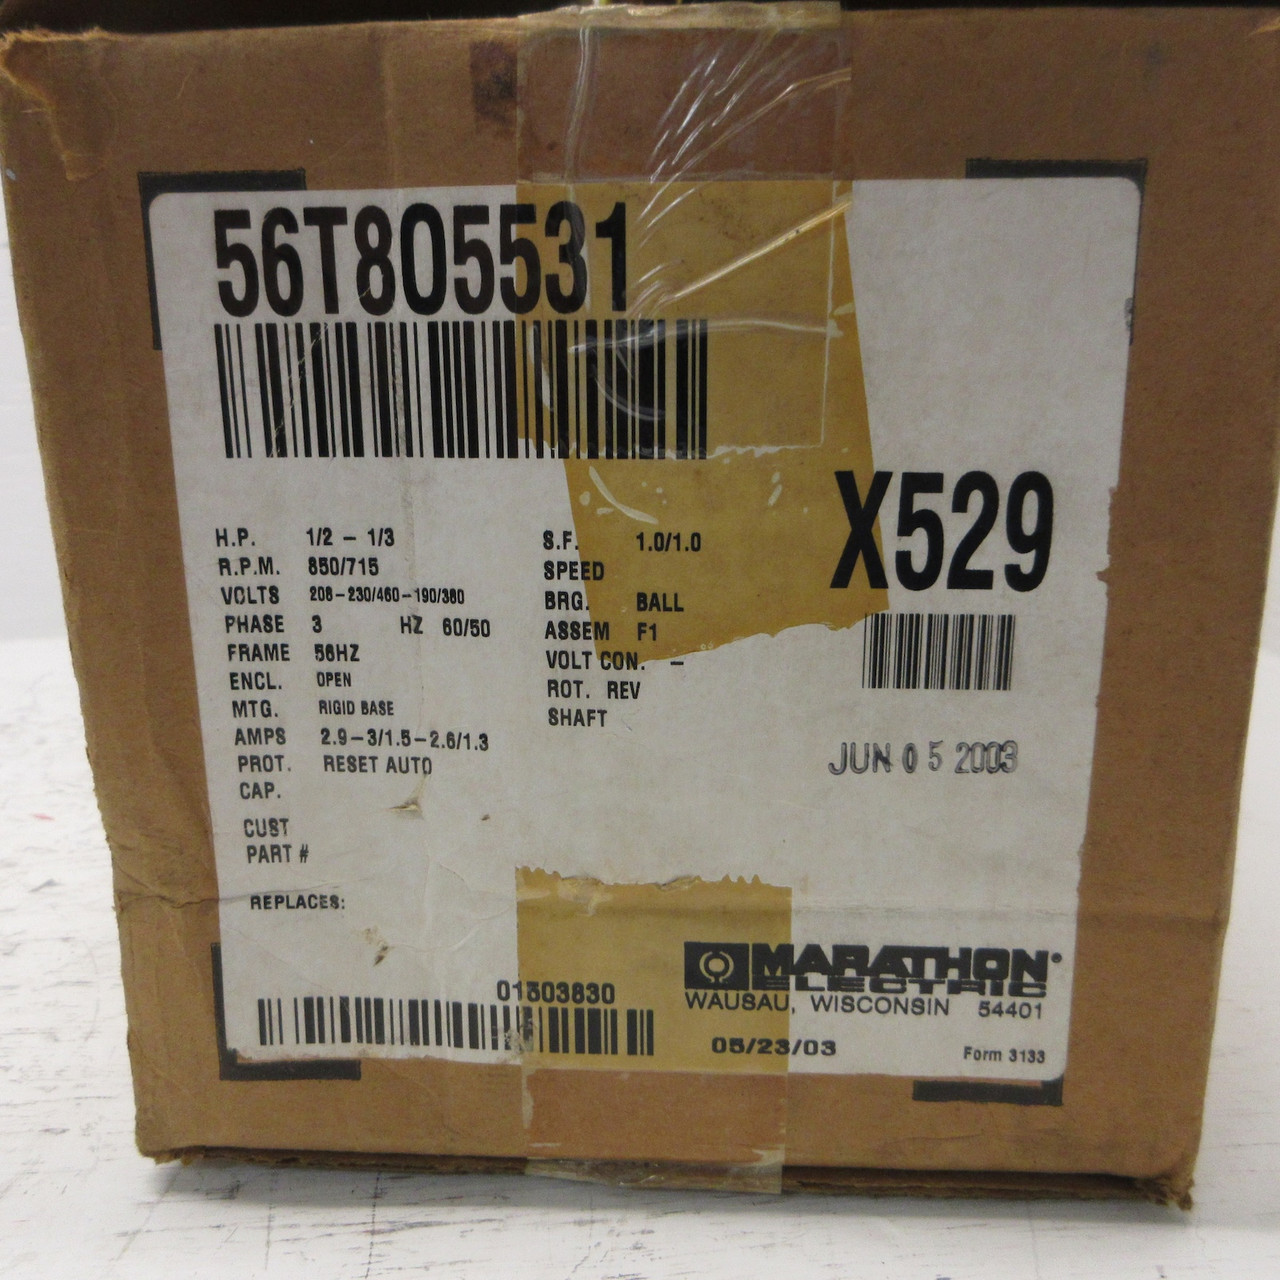 56T8O5531
X529
H.P. 1/2 - 1/3
R.P.M. 850/715
VOLTS 208-230/460-190/380
PHASE 3 HZ 60/50
FRAME 56HZ
ENCL. OPEN
MTG. RIGID BASE
AMPS 2.9-3/1.5-2.6/1.3
PROT. RESET AUTO
CAP.
CUST
PART #
REPLACES:
S.F. 1.0/1.0
SPEED
BRG. BALL
ASSEM F1
VOLT CON. -
ROT. REV
SHAFT
JUN 05 2003
01503830
MARATHON®
ELECTRIC
WAUSAU, WISCONSIN 54401
05/23/03
Form 3133